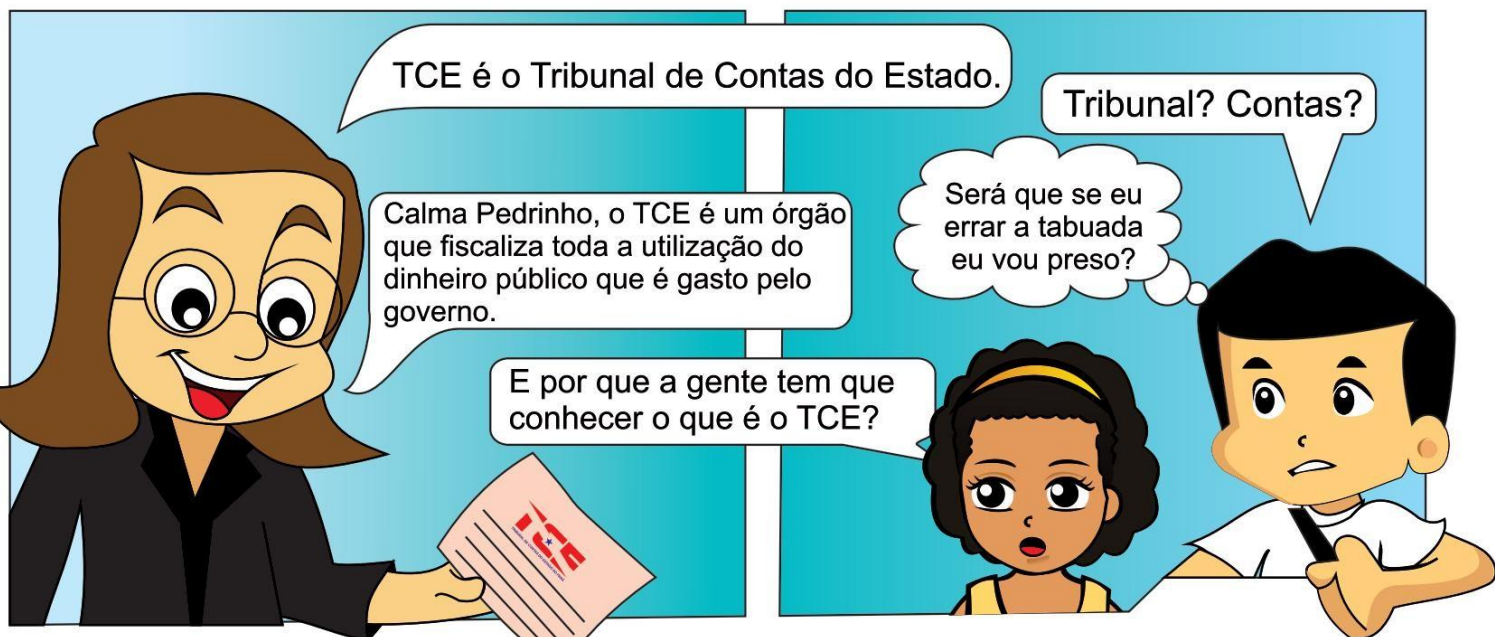 TCE é o Tribunal de Contas do Estado.
Tribunal? Contas?
Será que se eu
errar a tabuada
eu vou preso?
Calma Pedrinho, o TCE é um órgão
que fiscaliza toda a utilização do
dinheiro público que é gasto pelo
governo.
E por que a gente tem que
conhecer o que é o TCE?
TCE